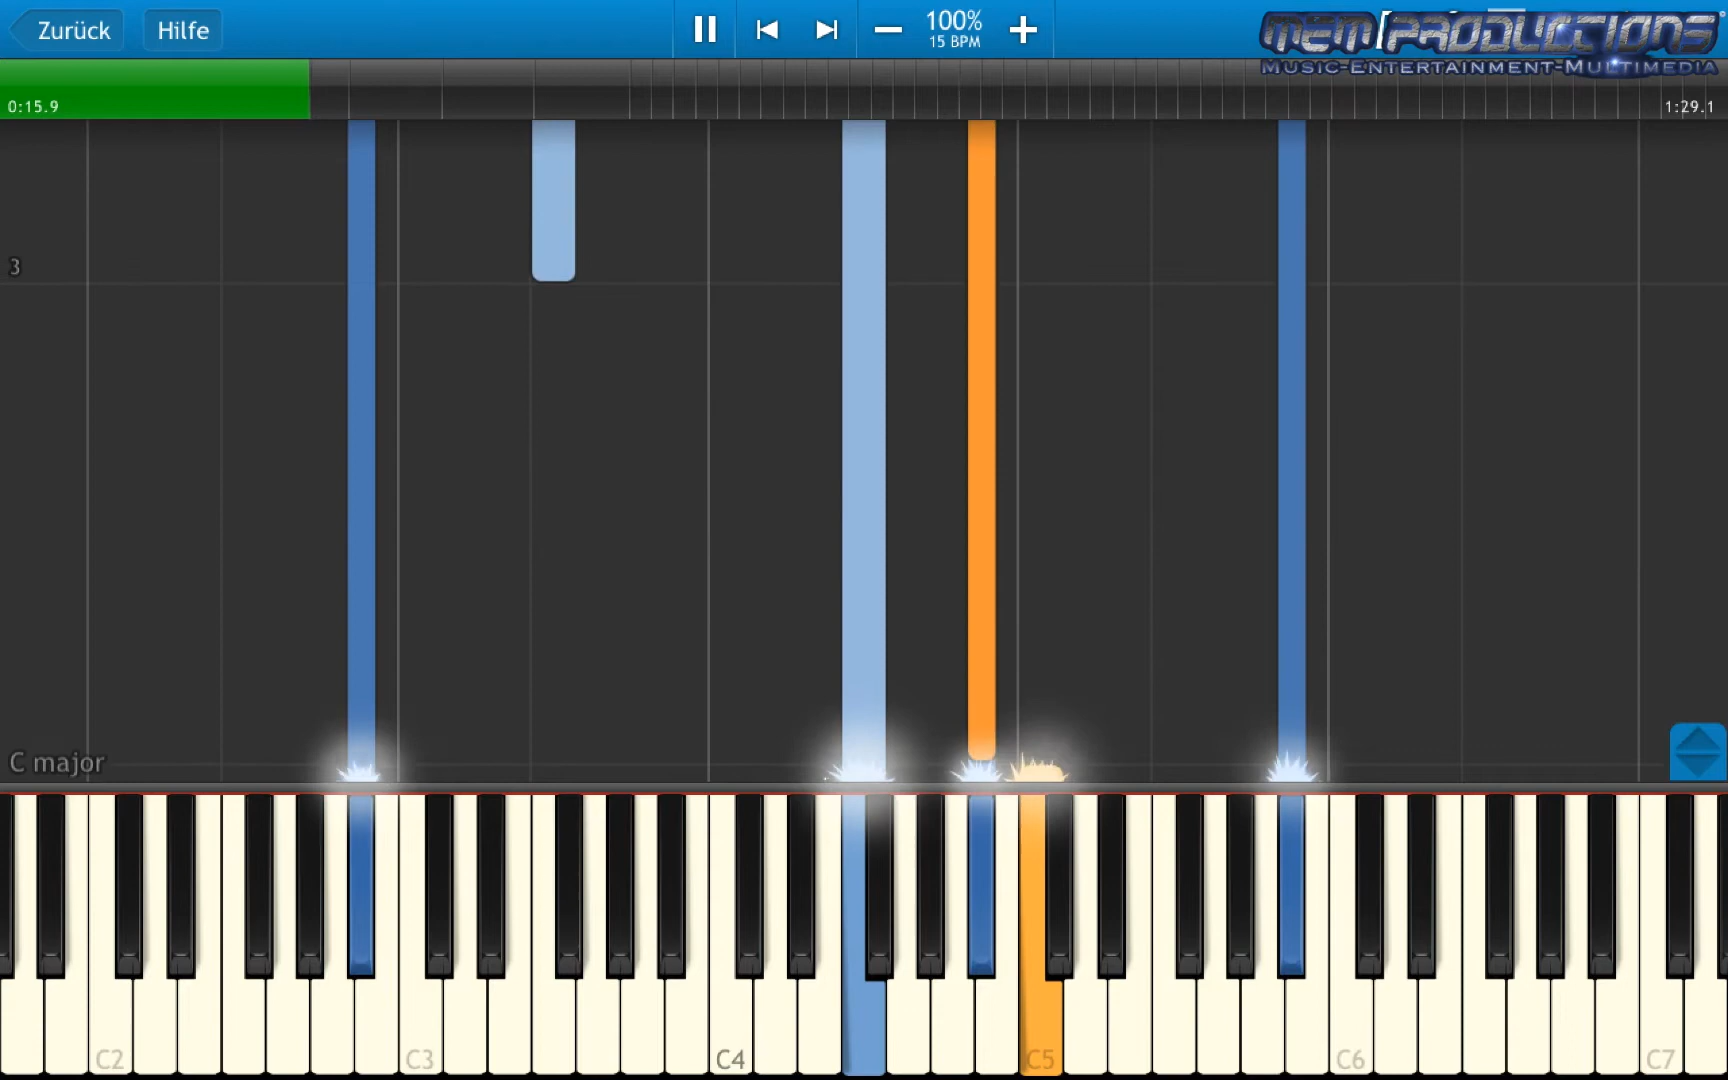 Zurück
Hilfe
100%
15 BPM
MEM PRODUCTIONS
MUSIC-ENTERTAINMENT-MULTIMEDIA
0:15.9
1:29.1
3
C major
C2
C3
C4
C5
C6
C7